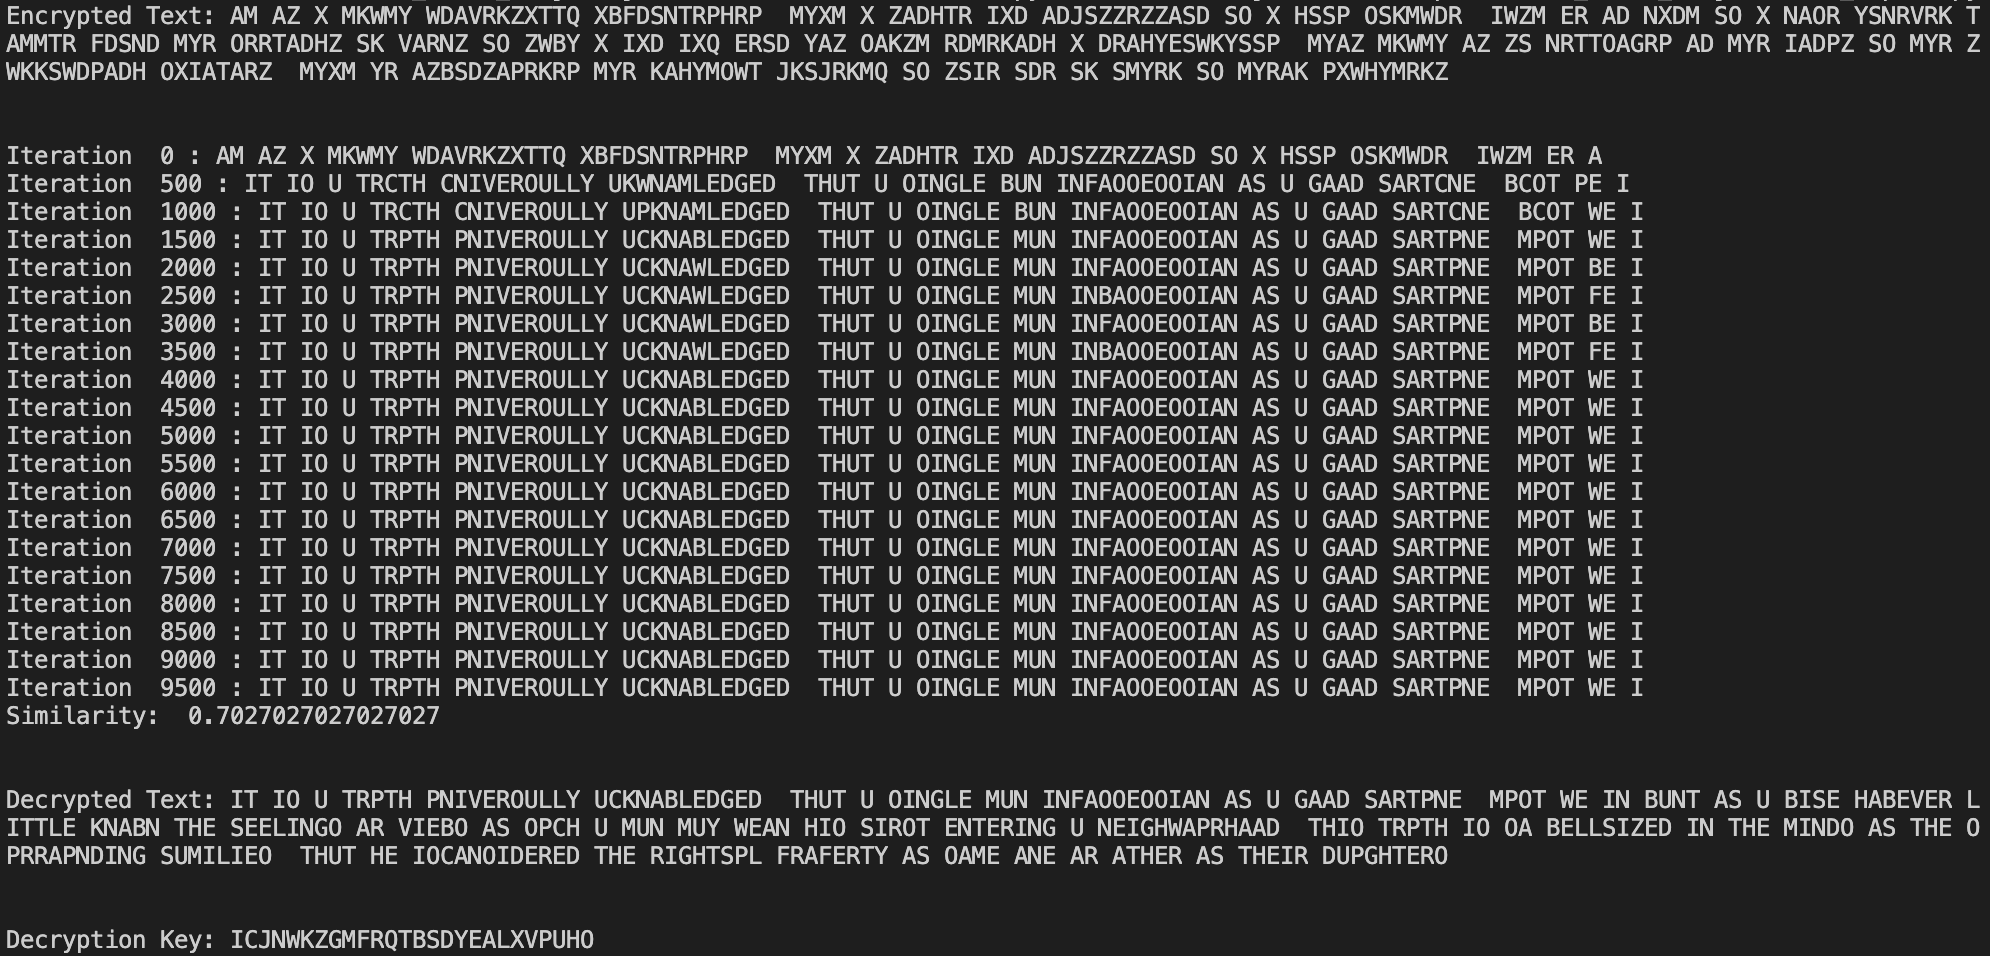 Encrypted Text: AM AZ X MKWMY WDAVRKZXTTQ XBFDSNTRPHRP  MYXM X ZADHTR IXD ADJSZZRZZASD SO X HSSP OSKMWDR  IWZM ER AD NXDM SO X NAOR YSNRVRK T
AMMTR FDSND MYR ORRTADHZ SK VARNZ SO ZWBY X IXD IXQ ERSD YAZ OAKZM RDMRKADH X DRAHYESWKYSSP  MYAZ MKWMY AZ ZS NRTTOAGRP AD MYR IADPZ SO MYR Z
WKKSWDPADH OXIATARZ  MYXM YR AZBSDZAPRKRP MYR KAHYMOWT JKSJRKMQ SO ZSIR SDR SK SMYRK SO MYRAK PXWHYMRKZ
Iteration  0 : AM AZ X MKWMY WDAVRKZXTTQ XBFDSNTRPHRP  MYXM X ZADHTR IXD ADJSZZRZZASD SO X HSSP OSKMWDR  IWZM ER A
Iteration  500 : IT IO U TRCTH CNIVEROULLY UKWNAMLEDGED  THUT U OINGLE BUN INFAOOEOOIAN AS U GAAD SARTCNE  BCOT PE I
Iteration  1000 : IT IO U TRCTH CNIVEROULLY UPKNAMLEDGED  THUT U OINGLE BUN INFAOOEOOIAN AS U GAAD SARTCNE  BCOT WE I
Iteration  1500 : IT IO U TRPTH PNIVEROULLY UCKNABLEDGED  THUT U OINGLE MUN INFAOOEOOIAN AS U GAAD SARTPNE  MPOT WE I
Iteration  2000 : IT IO U TRPTH PNIVEROULLY UCKNAWLEDGED  THUT U OINGLE MUN INFAOOEOOIAN AS U GAAD SARTPNE  MPOT BE I
Iteration  2500 : IT IO U TRPTH PNIVEROULLY UCKNAWLEDGED  THUT U OINGLE MUN INBAOOEOOIAN AS U GAAD SARTPNE  MPOT FE I
Iteration  3000 : IT IO U TRPTH PNIVEROULLY UCKNAWLEDGED  THUT U OINGLE MUN INFAOOEOOIAN AS U GAAD SARTPNE  MPOT BE I
Iteration  3500 : IT IO U TRPTH PNIVEROULLY UCKNAWLEDGED  THUT U OINGLE MUN INBAOOEOOIAN AS U GAAD SARTPNE  MPOT FE I
Iteration  4000 : IT IO U TRPTH PNIVEROULLY UCKNABLEDGED  THUT U OINGLE MUN INFAOOEOOIAN AS U GAAD SARTPNE  MPOT WE I
Iteration  4500 : IT IO U TRPTH PNIVEROULLY UCKNABLEDGED  THUT U OINGLE MUN INFAOOEOOIAN AS U GAAD SARTPNE  MPOT WE I
Iteration  5000 : IT IO U TRPTH PNIVEROULLY UCKNABLEDGED  THUT U OINGLE MUN INFAOOEOOIAN AS U GAAD SARTPNE  MPOT WE I
Iteration  5500 : IT IO U TRPTH PNIVEROULLY UCKNABLEDGED  THUT U OINGLE MUN INFAOOEOOIAN AS U GAAD SARTPNE  MPOT WE I
Iteration  6000 : IT IO U TRPTH PNIVEROULLY UCKNABLEDGED  THUT U OINGLE MUN INFAOOEOOIAN AS U GAAD SARTPNE  MPOT WE I
Iteration  6500 : IT IO U TRPTH PNIVEROULLY UCKNABLEDGED  THUT U OINGLE MUN INFAOOEOOIAN AS U GAAD SARTPNE  MPOT WE I
Iteration  7000 : IT IO U TRPTH PNIVEROULLY UCKNABLEDGED  THUT U OINGLE MUN INFAOOEOOIAN AS U GAAD SARTPNE  MPOT WE I
Iteration  7500 : IT IO U TRPTH PNIVEROULLY UCKNABLEDGED  THUT U OINGLE MUN INFAOOEOOIAN AS U GAAD SARTPNE  MPOT WE I
Iteration  8000 : IT IO U TRPTH PNIVEROULLY UCKNABLEDGED  THUT U OINGLE MUN INFAOOEOOIAN AS U GAAD SARTPNE  MPOT WE I
Iteration  8500 : IT IO U TRPTH PNIVEROULLY UCKNABLEDGED  THUT U OINGLE MUN INFAOOEOOIAN AS U GAAD SARTPNE  MPOT WE I
Iteration  9000 : IT IO U TRPTH PNIVEROULLY UCKNABLEDGED  THUT U OINGLE MUN INFAOOEOOIAN AS U GAAD SARTPNE  MPOT WE I
Iteration  9500 : IT IO U TRPTH PNIVEROULLY UCKNABLEDGED  THUT U OINGLE MUN INFAOOEOOIAN AS U GAAD SARTPNE  MPOT WE I
Similarity:  0.7027027027027027
Decrypted Text: IT IO U TRPTH PNIVEROULLY UCKNABLEDGED  THUT U OINGLE MUN INFAOOEOOIAN AS U GAAD SARTPNE  MPOT WE IN BUNT AS U BISE HABEVER L
ITTLE KNABN THE SEELINGO AR VIEBO AS OPCH U MUN MUY WEAN HIO SIROT ENTERING U NEIGHWAPRHAAD  THIO TRPTH IO OA BELLSIZED IN THE MINDO AS THE O
PRRAPNDING SUMILIEO  THUT HE IOCANOIDERED THE RIGHTSPL FRAFERTY AS OAME ANE AR ATHER AS THEIR DUPGHTERO
Decryption Key: ICJNWKZGMFRQTBSDYEALXVPUHO